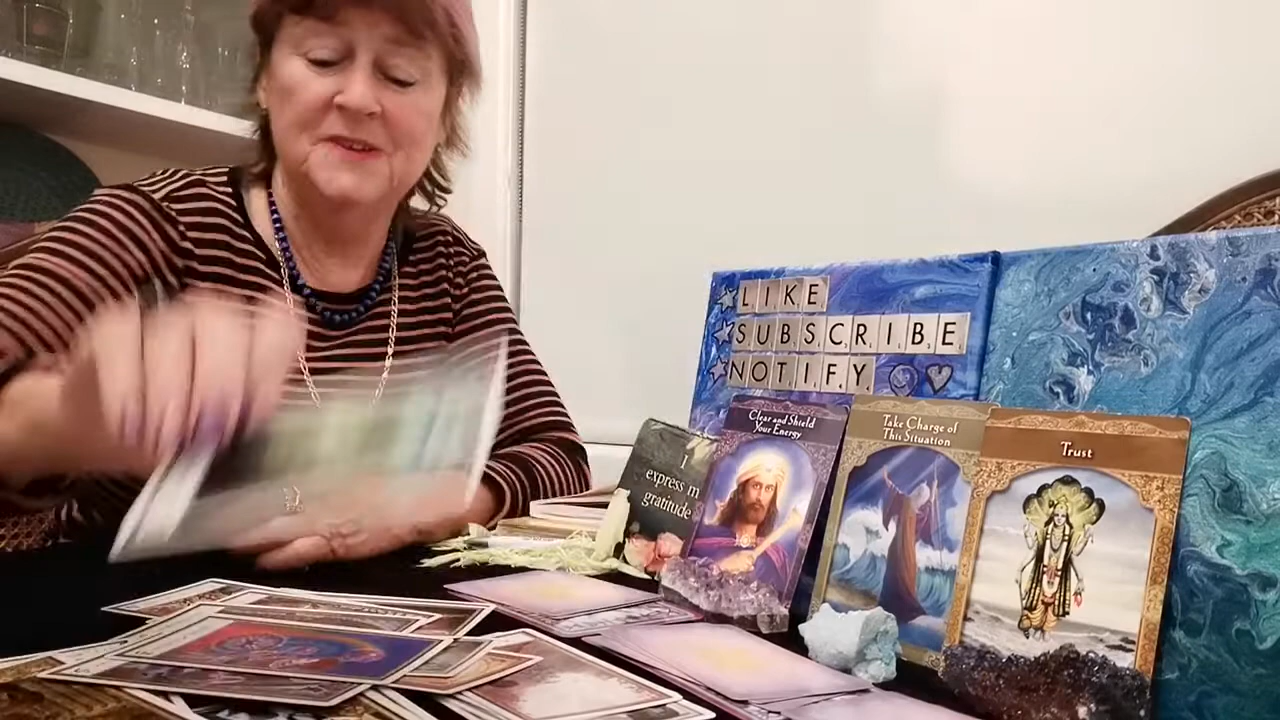 LIKE
SUBSCRIBE
NOTIFY
I
express m
gratitude
Clear and Shield
Your Energy
Take Charge of
This Situation
Trust